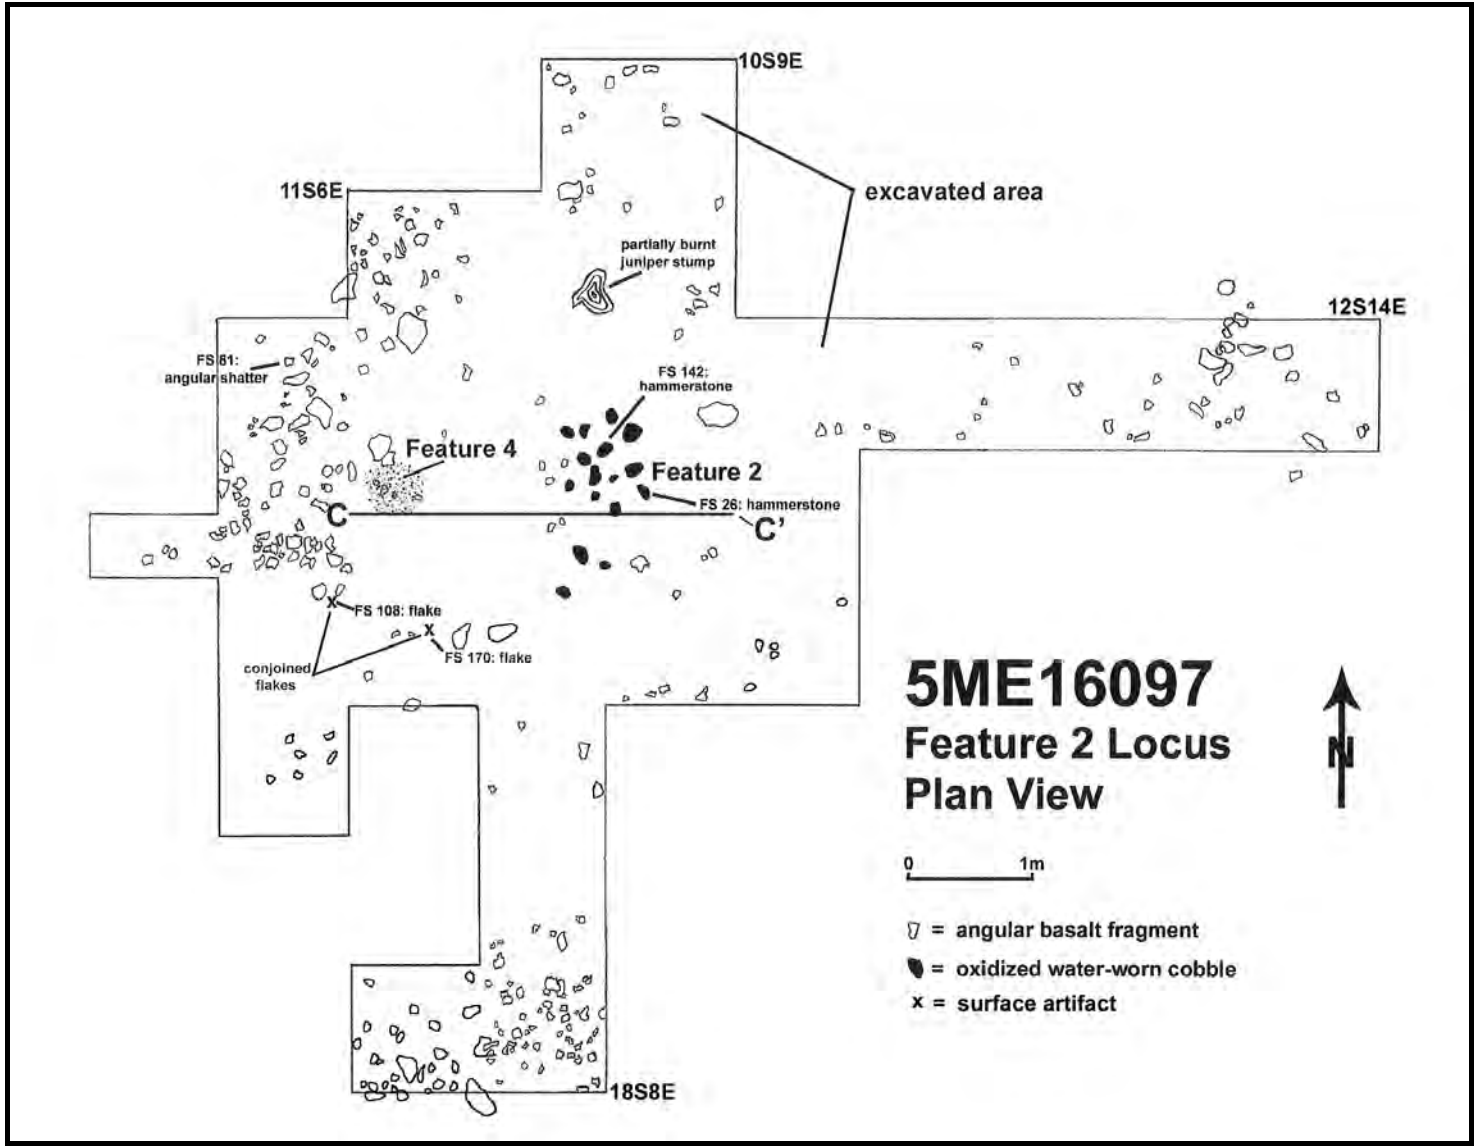 10S9E
11S6E
excavated area
partially burnt
juniper stump
12S14E
FS 81:
angular shatter
FS 142:
hammerstone
Feature 4
Feature 2
FS 26: hammerstone
C
C'
FS 108: flake
FS 170: flake
conjoined
flakes
5ME16097
Feature 2 Locus
Plan View
N
0 1m
= angular basalt fragment
= oxidized water-worn cobble
x = surface artifact
18S8E